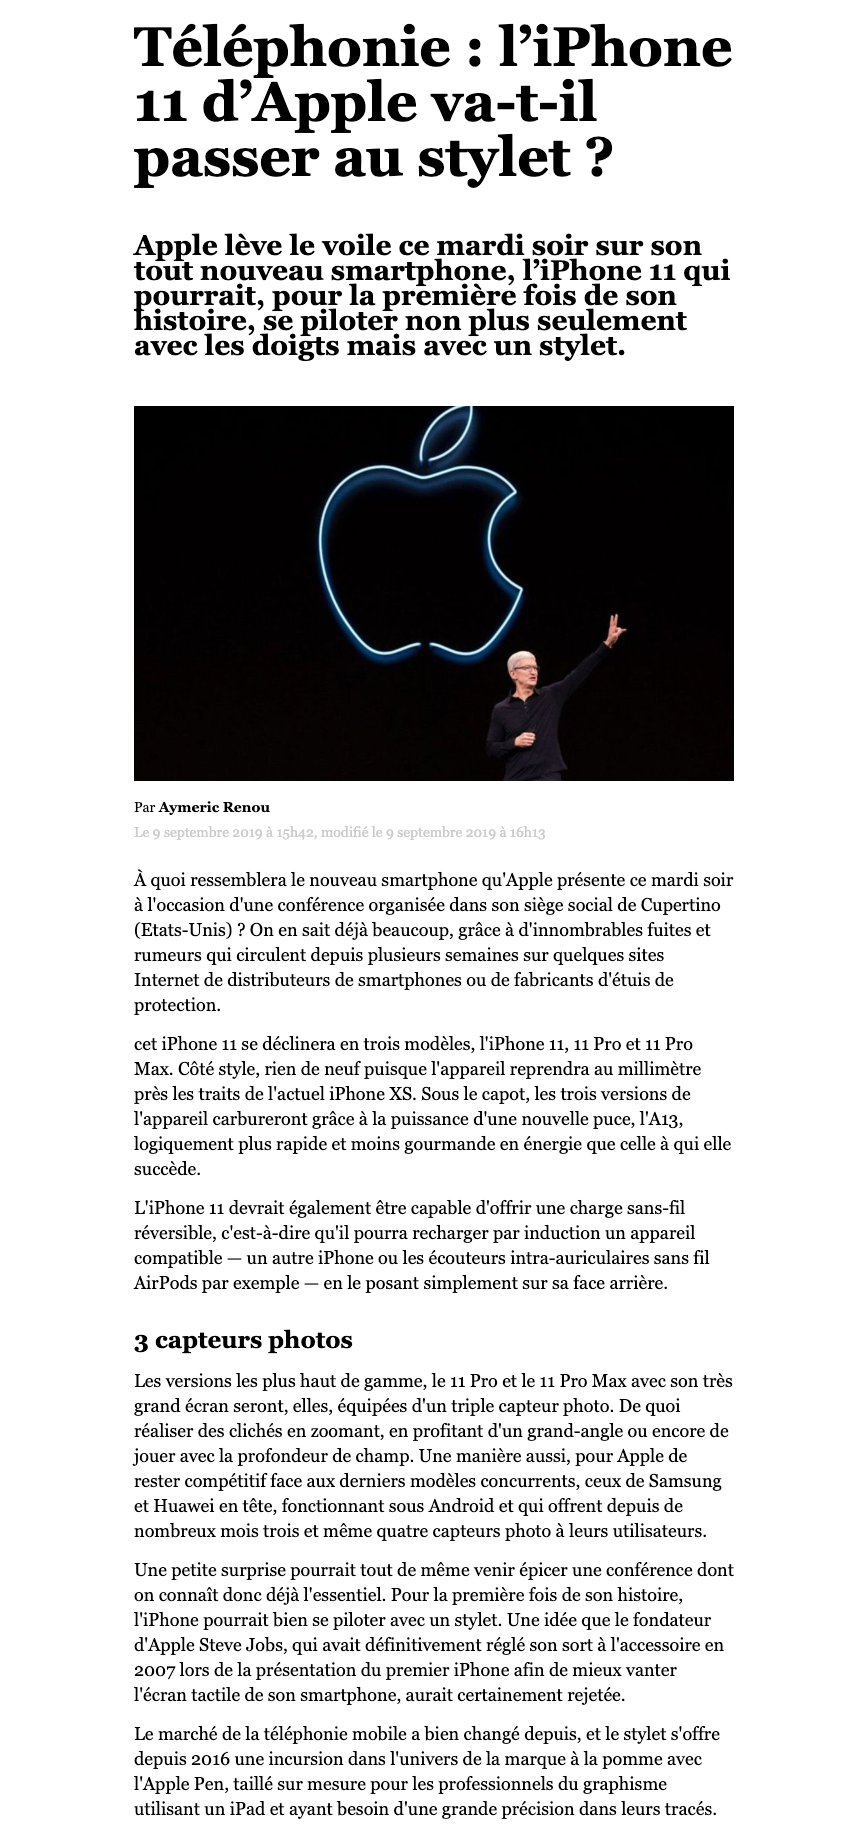 Téléphonie : l’iPhone
11 d’Apple va-t-il
passer au stylet ?
Apple lève le voile ce mardi soir sur son
tout nouveau smartphone, l’iPhone 11 qui
pourrait, pour la première fois de son
histoire, se piloter non plus seulement
avec les doigts mais avec un stylet.
Par Aymeric Renou
Le 9 septembre 2019 à 15h42, modifié le 9 septembre 2019 à 16h13
À quoi ressemblera le nouveau smartphone qu'Apple présente ce mardi soir
à l'occasion d'une conférence organisée dans son siège social de Cupertino
(Etats-Unis) ? On en sait déjà beaucoup, grâce à d'innombrables fuites et
rumeurs qui circulent depuis plusieurs semaines sur quelques sites
Internet de distributeurs de smartphones ou de fabricants d'étuis de
protection.
cet iPhone 11 se déclinera en trois modèles, l'iPhone 11, 11 Pro et 11 Pro
Max. Côté style, rien de neuf puisque l'appareil reprendra au millimètre
près les traits de l'actuel iPhone XS. Sous le capot, les trois versions de
l'appareil carbureront grâce à la puissance d'une nouvelle puce, l'A13,
logiquement plus rapide et moins gourmande en énergie que celle à qui elle
succède.
L'iPhone 11 devrait également être capable d'offrir une charge sans-fil
réversible, c'est-à-dire qu'il pourra recharger par induction un appareil
compatible — un autre iPhone ou les écouteurs intra-auriculaires sans fil
AirPods par exemple — en le posant simplement sur sa face arrière.
3 capteurs photos
Les versions les plus haut de gamme, le 11 Pro et le 11 Pro Max avec son très
grand écran seront, elles, équipées d'un triple capteur photo. De quoi
réaliser des clichés en zoomant, en profitant d'un grand-angle ou encore de
jouer avec la profondeur de champ. Une manière aussi, pour Apple de
rester compétitif face aux derniers modèles concurrents, ceux de Samsung
et Huawei en tête, fonctionnant sous Android et qui offrent depuis de
nombreux mois trois et même quatre capteurs photo à leurs utilisateurs.
Une petite surprise pourrait tout de même venir épicer une conférence dont
on connaît donc déjà l'essentiel. Pour la première fois de son histoire,
l'iPhone pourrait bien se piloter avec un stylet. Une idée que le fondateur
d'Apple Steve Jobs, qui avait définitivement réglé son sort à l'accessoire en
2007 lors de la présentation du premier iPhone afin de mieux vanter
l'écran tactile de son smartphone, aurait certainement rejetée.
Le marché de la téléphonie mobile a bien changé depuis, et le stylet s'offre
depuis 2016 une incursion dans l'univers de la marque à la pomme avec
l'Apple Pen, taillé sur mesure pour les professionnels du graphisme
utilisant un iPad et ayant besoin d'une grande précision dans leurs tracés.